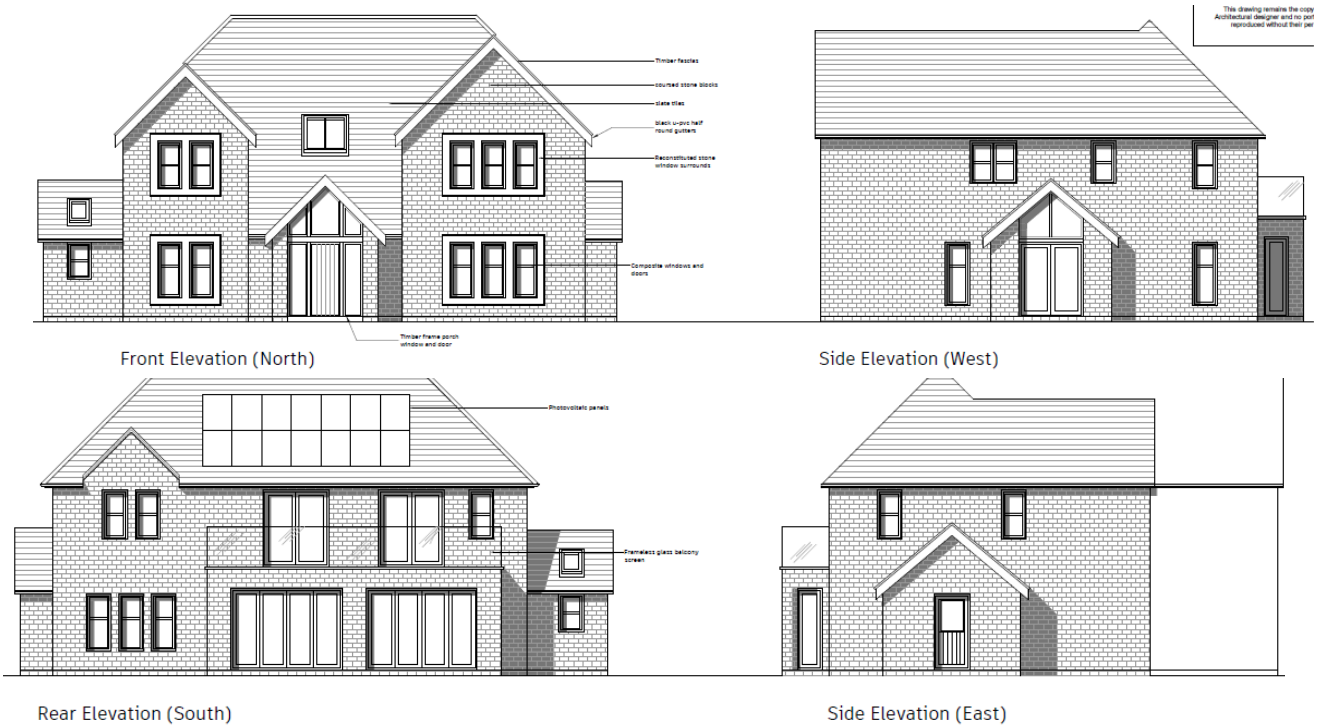 This drawing remains the copy
Architectural designer and no port
reproduced without their per
Timber fascies
coursed stone blocks
slate tiles
black u-pvc half
round gutters
Reconstituted stone
window surrounds
Composite windows and
doors
Timber frame porch
window and door
Front Elevation (North)
Side Elevation (West)
Photovoltaic panels
Frameless glass balcony
screen
Rear Elevation (South)
Side Elevation (East)